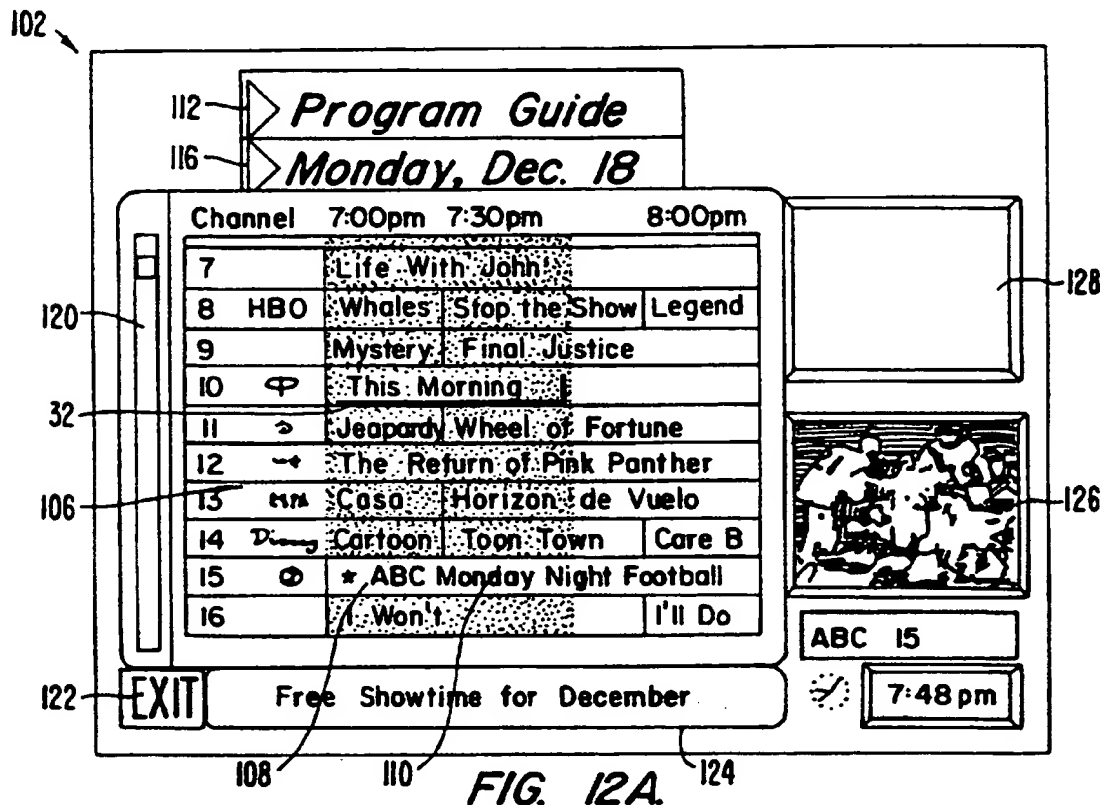 102
112
Program Guide
116
Monday, Dec. 18
Channel 7:00pm 7:30pm 8:00pm
7 Life With John
128
120
8 HBO Whales Stop the Show Legend
9 Mystery Final Justice
10 This Morning
32
11 Jeapardy Wheel of Fortune
12 The Return of Pink Panther
106
13 Casa Horizon de Vuelo
126
14 Disney Cartoon Toon Town Care B
15 * ABC Monday Night Football
16 I Won't I'll Do
ABC 15
122
EXIT
Free Showtime for December
7:48pm
108
110
124
FIG. 12A.